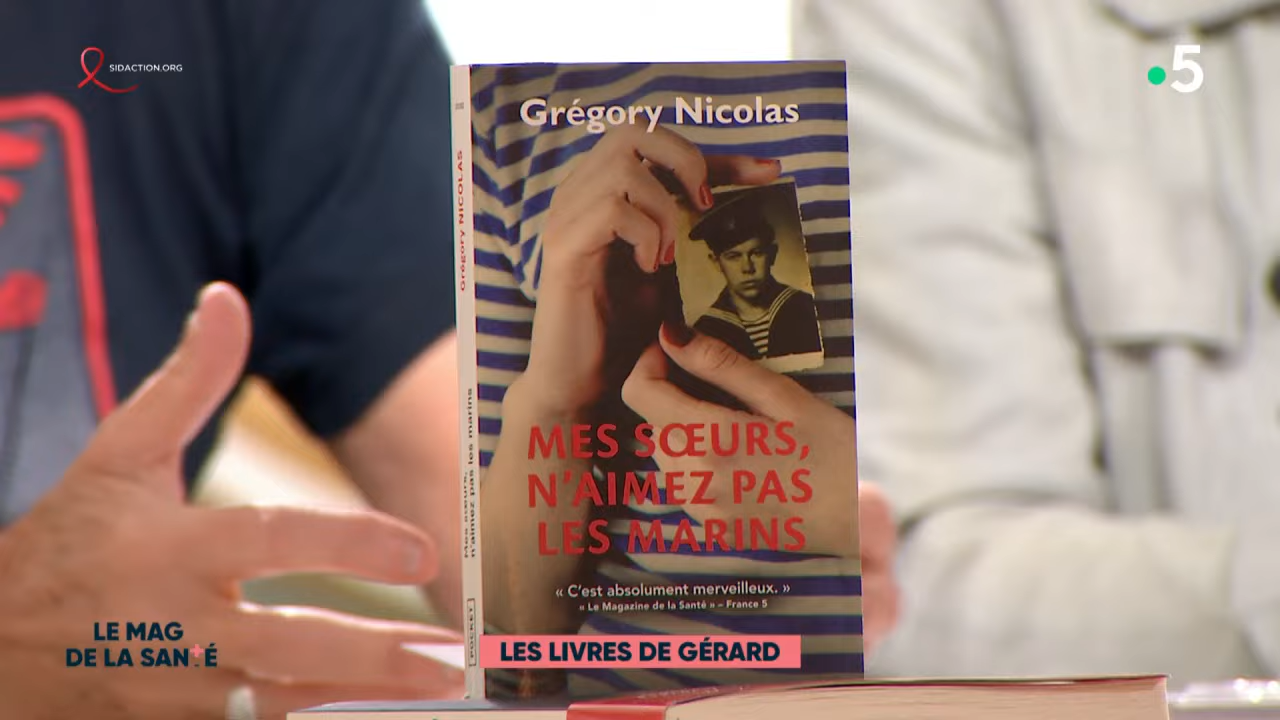 SIDACTION.ORG
5
Grégory Nicolas
Grégory NICOLAS
Mes sœurs,
n'aimez pas les marins
POCKET
MES SŒURS,
N'AIMEZ PAS
LES MARINS
« C'est absolument merveilleux. »
« Le Magazine de la Santé » – France 5
LE MAG
DE LA SANTÉ
LES LIVRES DE GÉRARD